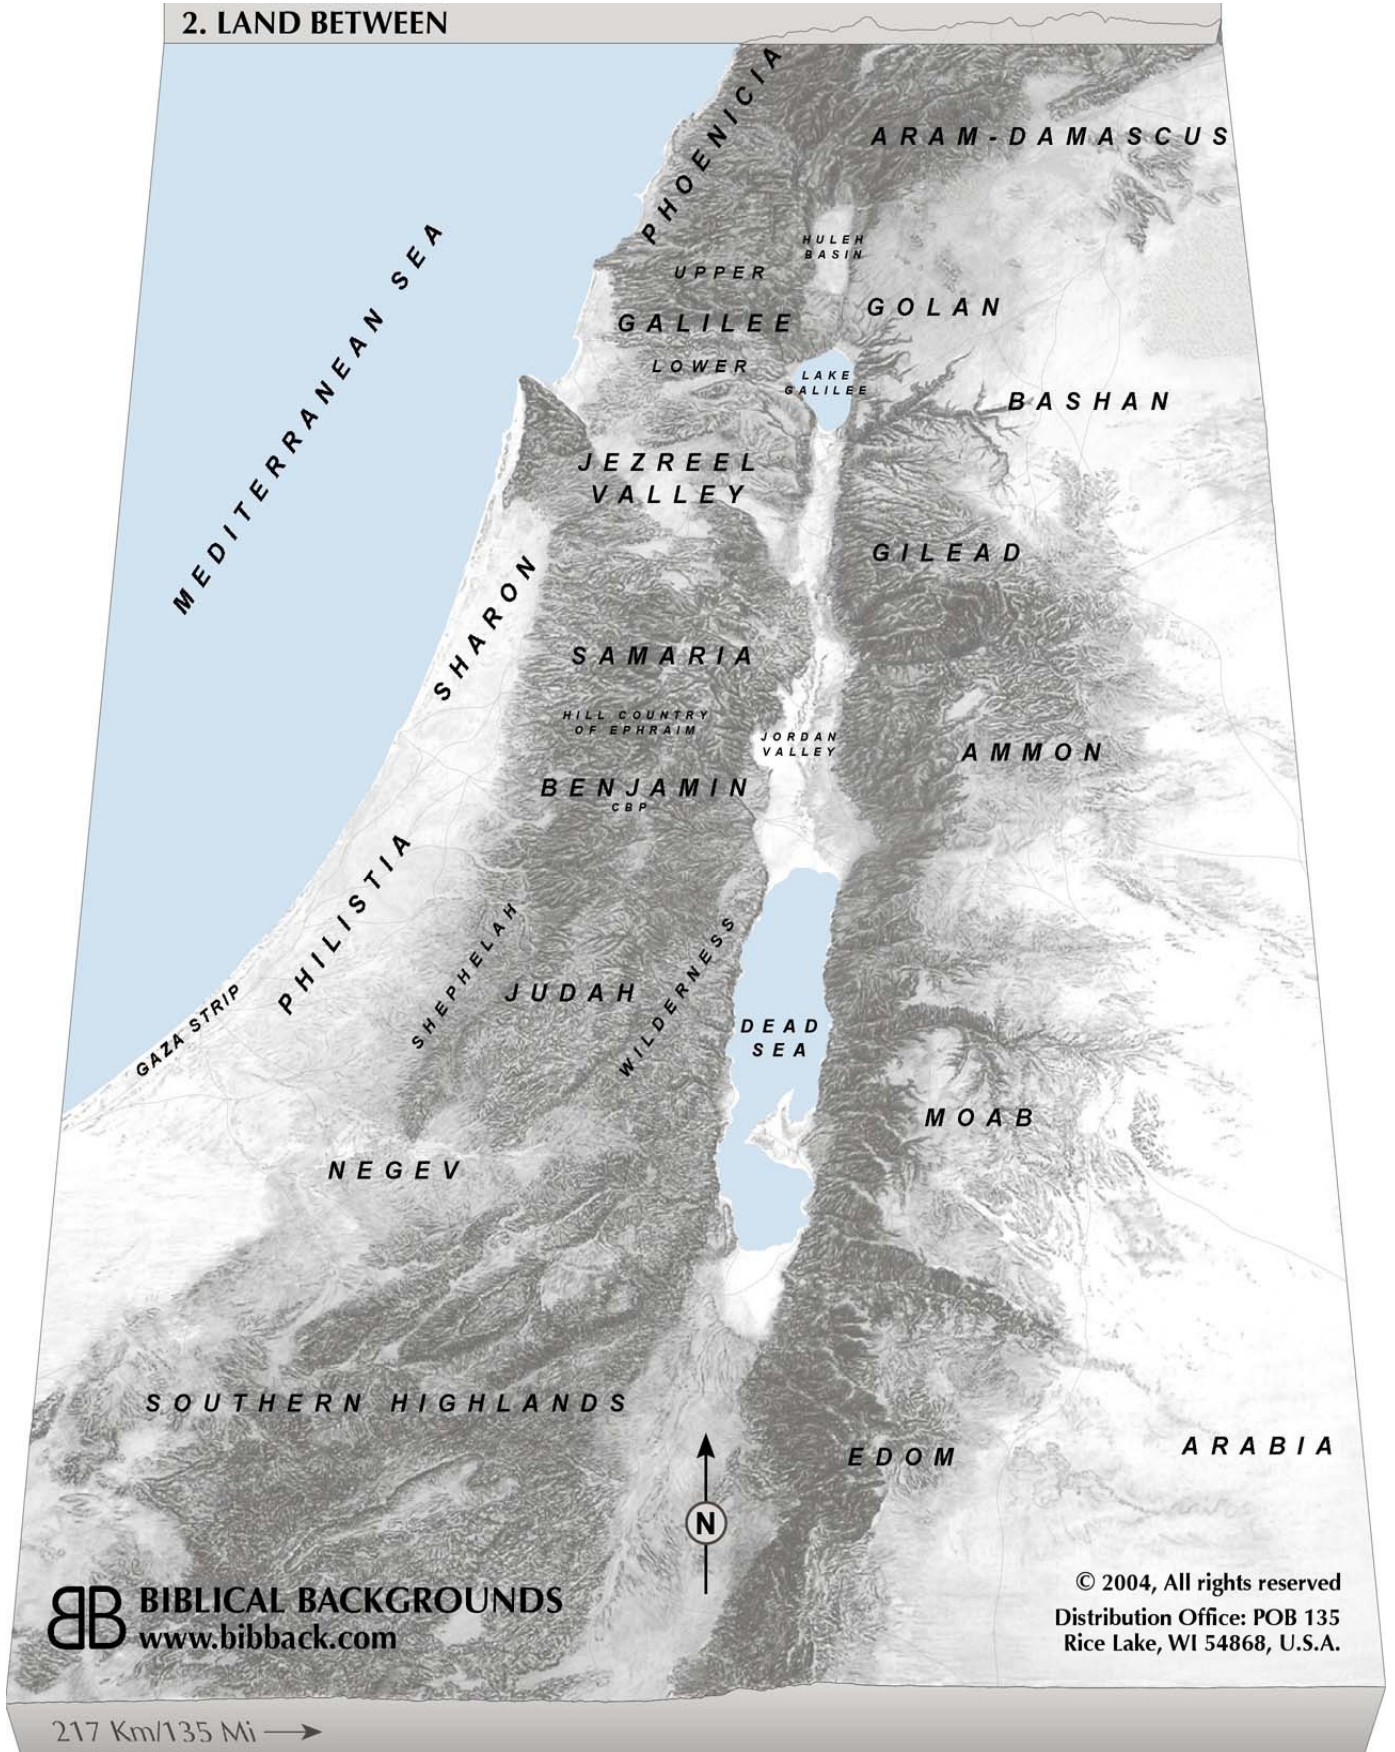 2. LAND BETWEEN
PHOENICIA
ARAM-DAMASCUS
MEDITERRANEAN SEA
HULEH
BASIN
UPPER
GOLAN
GALILEE
LOWER
LAKE
GALILEE
BASHAN
JEZREEL
VALLEY
GILEAD
SHARON
SAMARIA
HILL COUNTRY
OF EPHRAIM
JORDAN
VALLEY
AMMON
BENJAMIN
CBP
PHILISTIA
SHEPHELAH
JUDAH
WILDERNESS
GAZA STRIP
DEAD
SEA
MOAB
NEGEV
SOUTHERN HIGHLANDS
EDOM
ARABIA
N
BB BIBLICAL BACKGROUNDS
www.bibback.com
© 2004, All rights reserved
Distribution Office: POB 135
Rice Lake, WI 54868, U.S.A.
217 Km/135 Mi